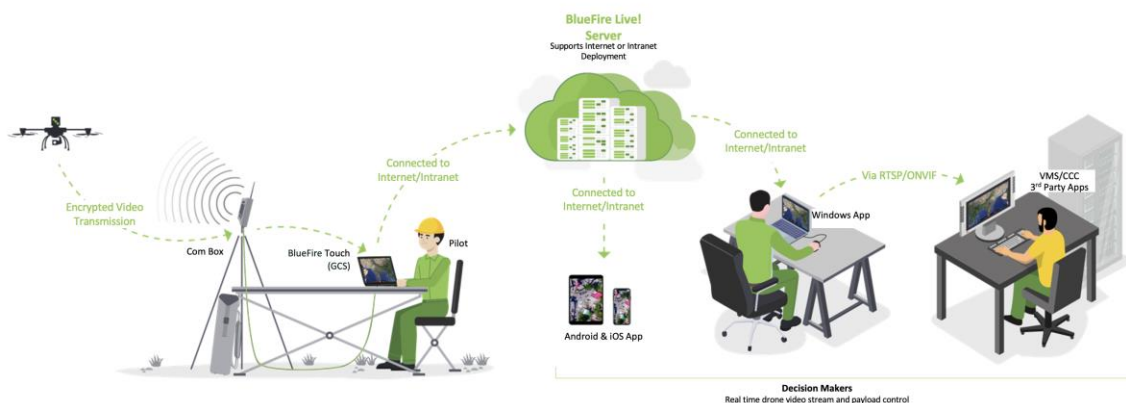 BlueFire Live!
Server
Supports Internet or Intranet
Deployment
Encrypted Video
Transmission
Com Box
Connected to
Internet/Intranet
BlueFire Touch
(GCS)
Pilot
Connected to
Internet/Intranet
Android & iOS App
Connected to
Internet/Intranet
Windows App
Via RTSP/ONVIF
VMS/CCC
3rd Party Apps
Decision Makers
Real time drone video stream and payload control